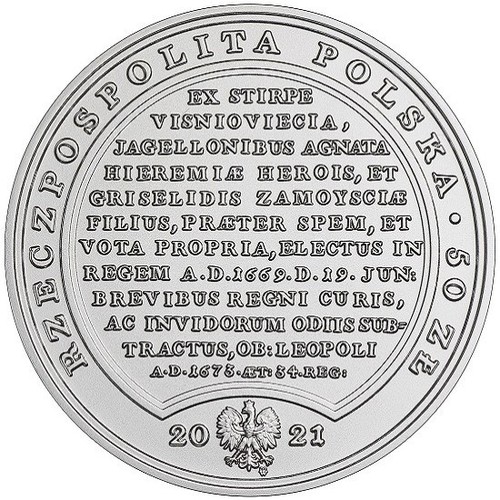 RZECZPOSPOLITA POLSKA · 50 ZŁ
EX STIRPE
VISNIOVIECIA,
JAGELLONIBUS AGNATA
HIEREMIÆ HEROIS, ET
GRISELIDIS ZAMOYSCIÆ
FILIUS, PRÆTER SPEM, ET
VOTA PROPRIA, ELECTUS IN
REGEM A.D.1669.D.19. JUN:
BREVIBUS REGNI CURIS,
AC INVIDORUM ODIIS SUB-
TRACTUS, OB: LEOPOLI
A.D.1673.ÆT:34.REG:
20 21